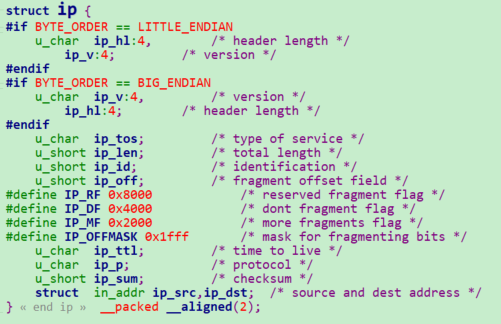 struct ip {
#if BYTE_ORDER == LITTLE_ENDIAN
u_char ip_hl:4, /* header length */
ip_v:4; /* version */
#endif
#if BYTE_ORDER == BIG_ENDIAN
u_char ip_v:4, /* version */
ip_hl:4; /* header length */
#endif
u_char ip_tos; /* type of service */
u_short ip_len; /* total length */
u_short ip_id; /* identification */
u_short ip_off; /* fragment offset field */
#define IP_RF 0x8000 /* reserved fragment flag */
#define IP_DF 0x4000 /* dont fragment flag */
#define IP_MF 0x2000 /* more fragments flag */
#define IP_OFFMASK 0x1fff /* mask for fragmenting bits */
u_char ip_ttl; /* time to live */
u_char ip_p; /* protocol */
u_short ip_sum; /* checksum */
struct in_addr ip_src,ip_dst; /* source and dest address */
} « end ip » __packed __aligned(2);